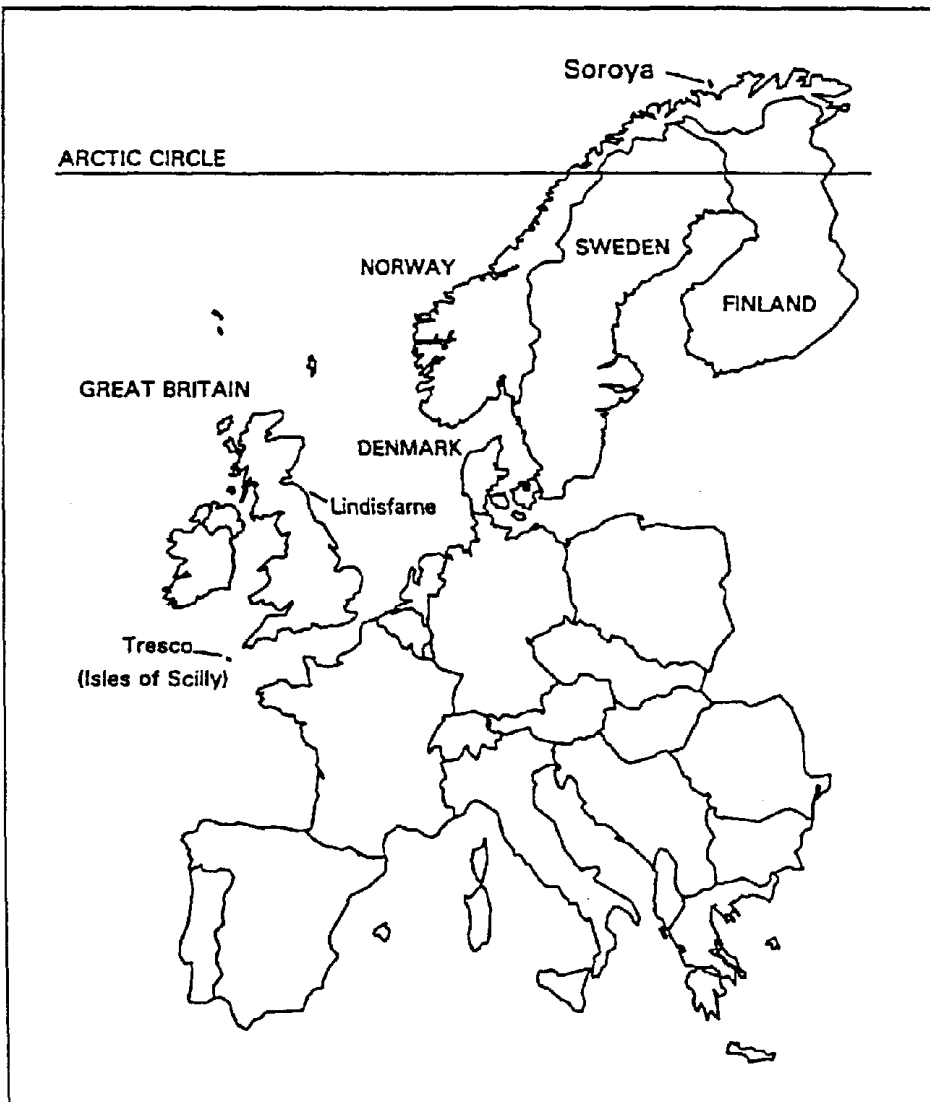 Soroya
ARCTIC CIRCLE
SWEDEN
NORWAY
FINLAND
GREAT BRITAIN
DENMARK
Lindisfarne
Tresco
(Isles of Scilly)